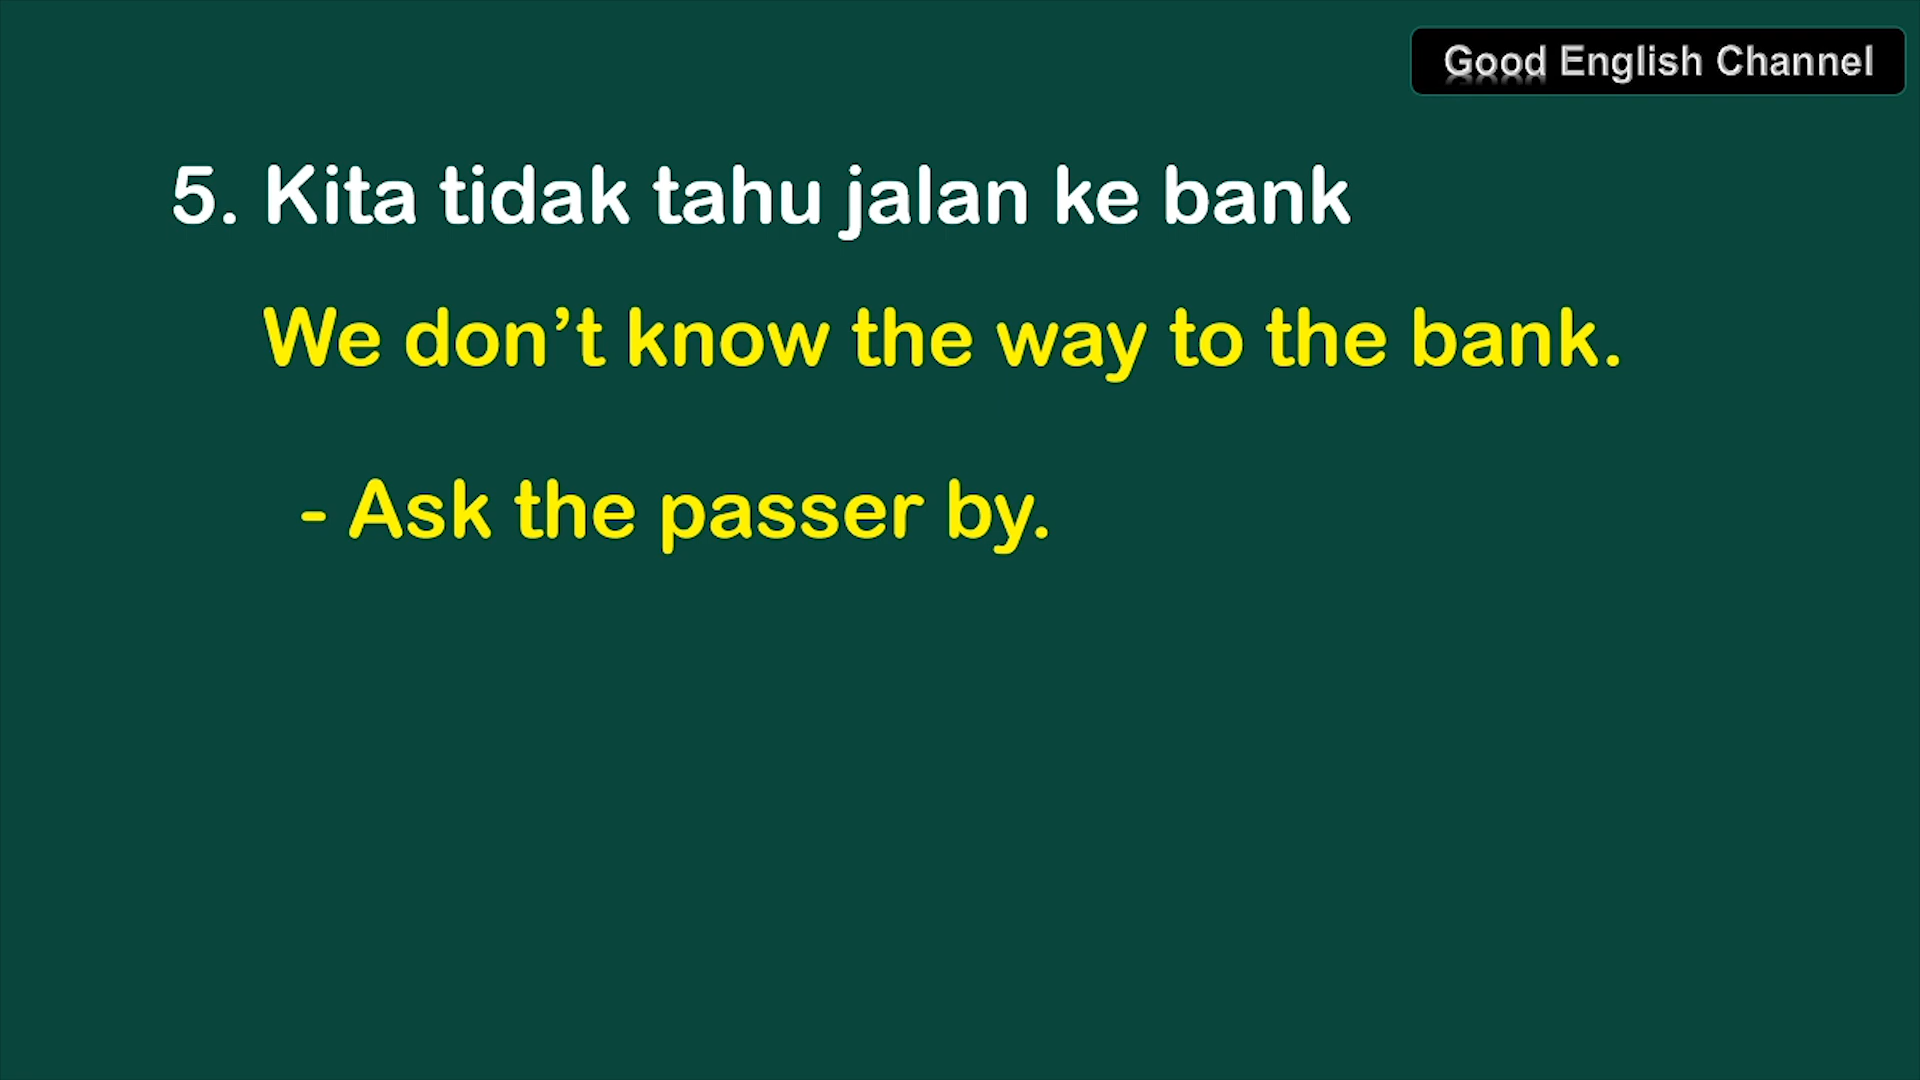 Good English Channel
5. Kita tidak tahu jalan ke bank
We don’t know the way to the bank.
- Ask the passer by.